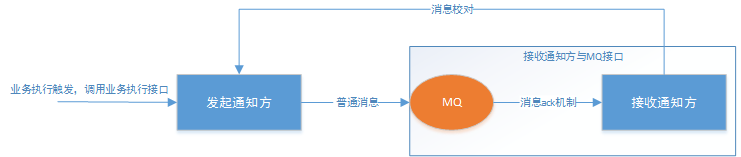 消息校对
接收通知方与MQ接口
业务执行触发，调用业务执行接口
发起通知方
普通消息
MQ
消息ack机制
接收通知方